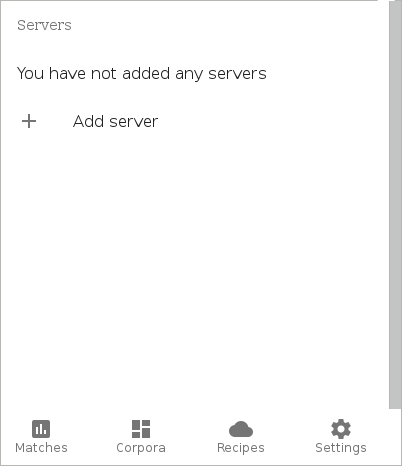 Servers
You have not added any servers
Add server
Matches
Corpora
Recipes
Settings